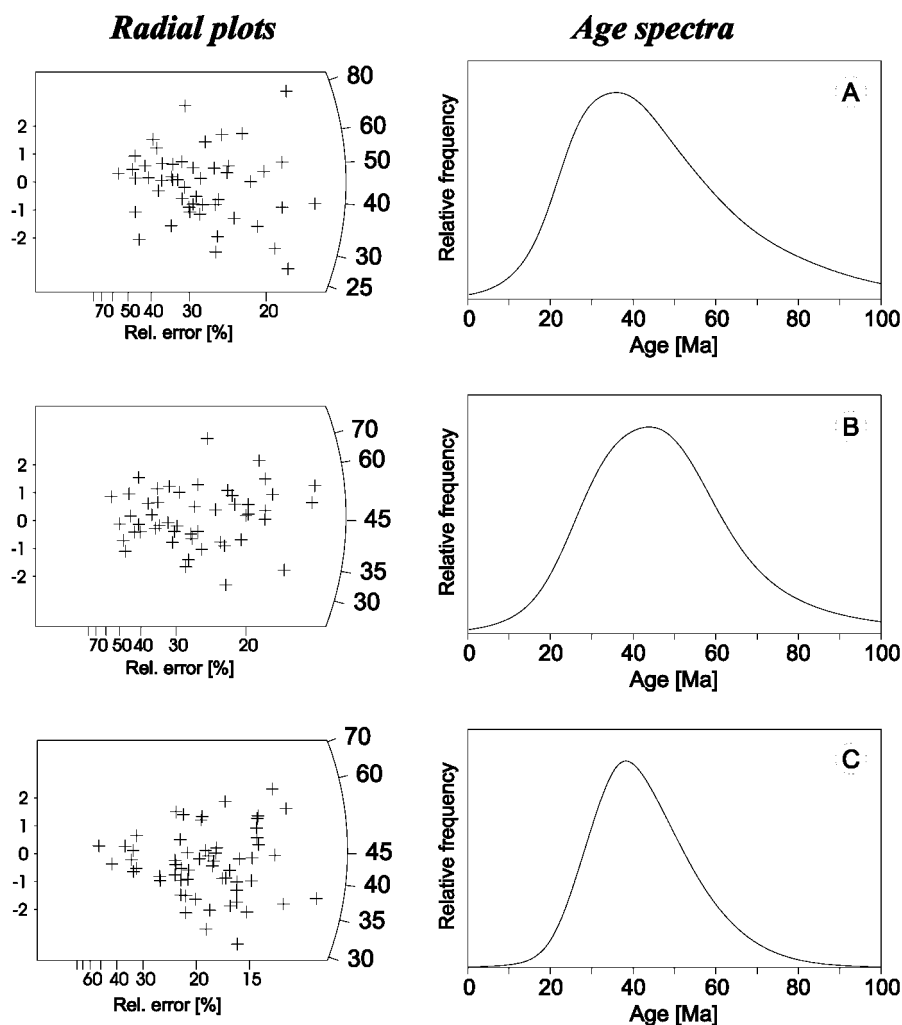 Radial plots Age spectra
80
60
50
40
30
25
2
1
0
-1
-2
70 50 40 30 20
Rel. error [%]
A
Relative frequency
0 20 40 60 80 100
Age [Ma]
70
60
45
35
30
2
1
0
-1
-2
70 50 40 30 20
Rel. error [%]
B
Relative frequency
0 20 40 60 80 100
Age [Ma]
70
60
45
40
35
30
2
1
0
-1
-2
60 40 30 20 15
Rel. error [%]
C
Relative frequency
0 20 40 60 80 100
Age [Ma]